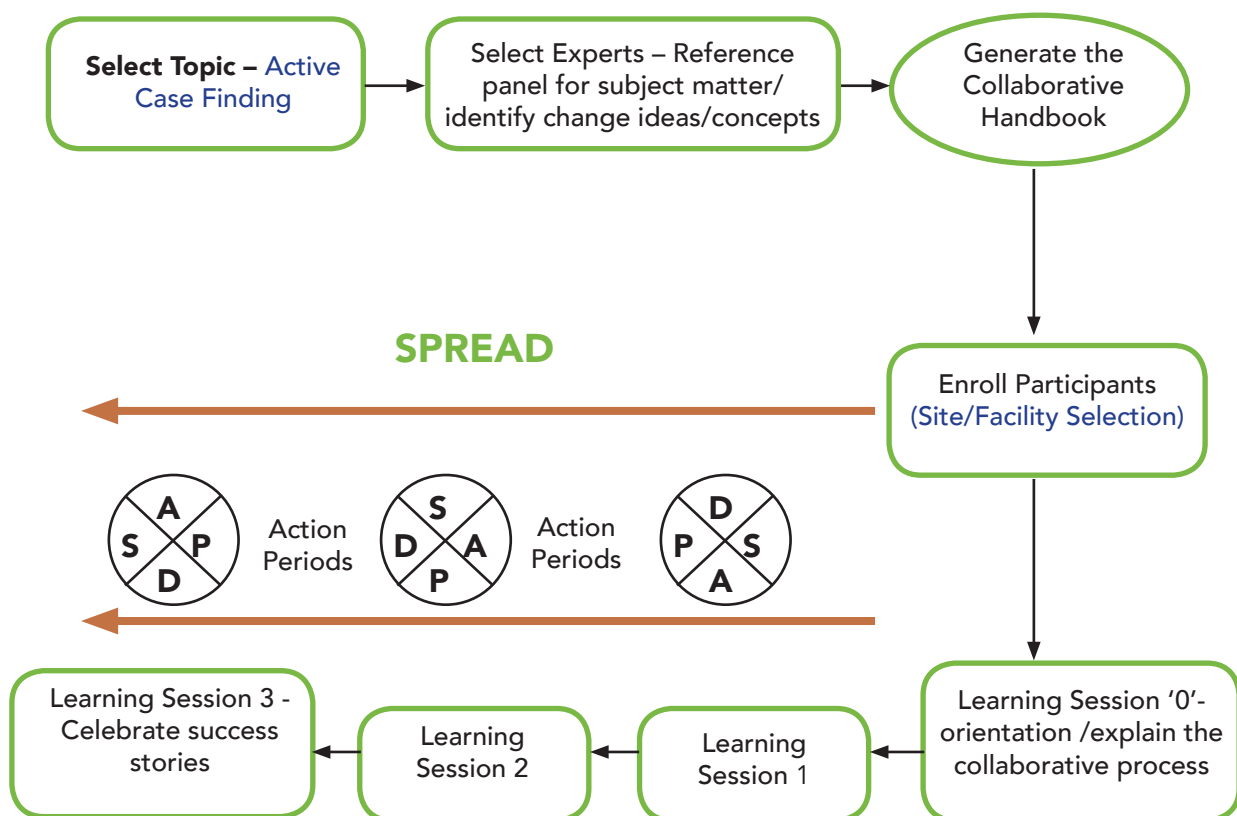 Select Topic – Active
Case Finding
Select Experts – Reference
panel for subject matter/
identify change ideas/concepts
Generate the
Collaborative
Handbook
SPREAD
Enroll Participants
(Site/Facility Selection)
A
S P
D
Action
Periods
S
D A
P
Action
Periods
D
P S
A
Learning Session 3 -
Celebrate success
stories
Learning
Session 2
Learning
Session 1
Learning Session ‘0’-
orientation /explain the
collaborative process